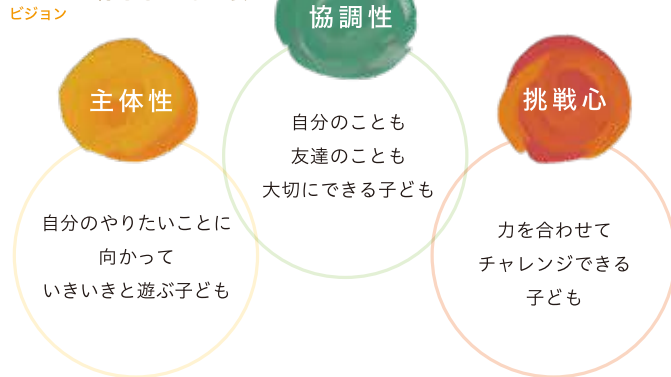 ビジョン
主体性
自分のやりたいことに
向かって
いきいきと遊ぶ子ども
協調性
自分のことも
友達のことも
大切にできる子ども
挑戦心
力を合わせて
チャレンジできる
子ども